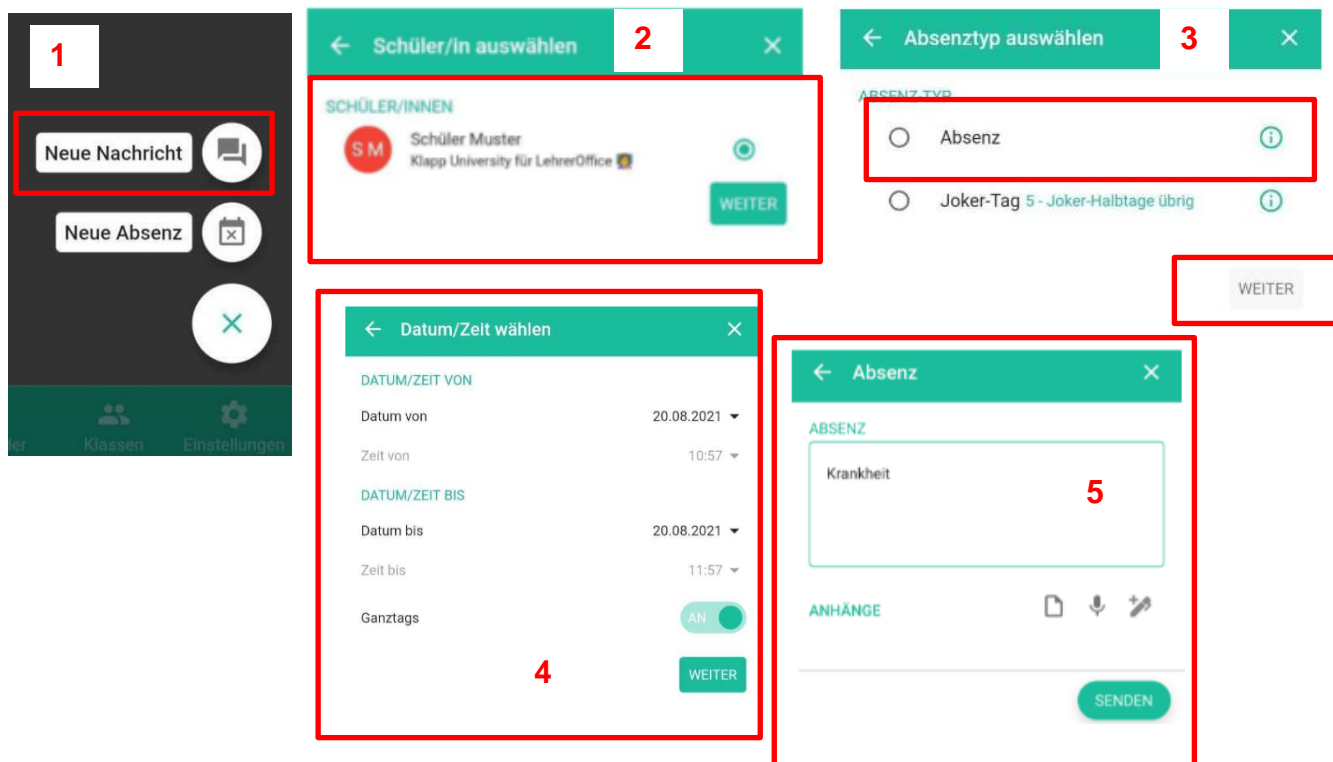 1
Neue Nachricht
Neue Absenz
Klassen
Einstellungen
Schüler/in auswählen
2
SCHÜLER/INNEN
S M
Schüler Muster
Klapp University für LehrerOffice
WEITER
Absenztyp auswählen
3
ABSENZ-TYP
Absenz
Joker-Tag 5 - Joker-Halbtage übrig
WEITER
Datum/Zeit wählen
DATUM/ZEIT VON
Datum von 20.08.2021
Zeit von 10:57
DATUM/ZEIT BIS
Datum bis 20.08.2021
Zeit bis 11:57
Ganztags AN
4
WEITER
Absenz
ABSENZ
Krankheit
5
ANHÄNGE
SENDEN